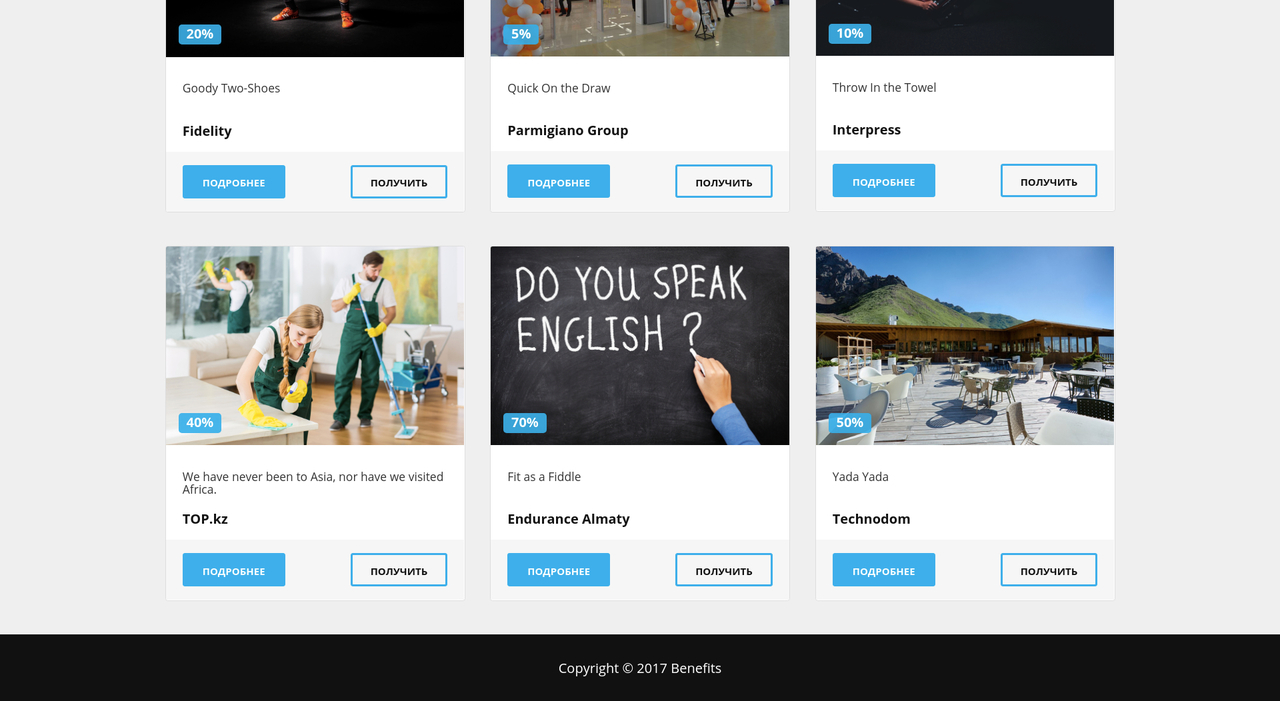 20%
5%
10%
Goody Two-Shoes
Quick On the Draw
Throw In the Towel
Fidelity
Parmigiano Group
Interpress
ПОДРОБНЕЕ
ПОЛУЧИТЬ
ПОДРОБНЕЕ
ПОЛУЧИТЬ
ПОДРОБНЕЕ
ПОЛУЧИТЬ
DO YOU SPEAK
ENGLISH ?
40%
70%
50%
We have never been to Asia, nor have we visited
Africa.
Fit as a Fiddle
Yada Yada
TOP.kz
Endurance Almaty
Technodom
ПОДРОБНЕЕ
ПОЛУЧИТЬ
ПОДРОБНЕЕ
ПОЛУЧИТЬ
ПОДРОБНЕЕ
ПОЛУЧИТЬ
Copyright © 2017 Benefits